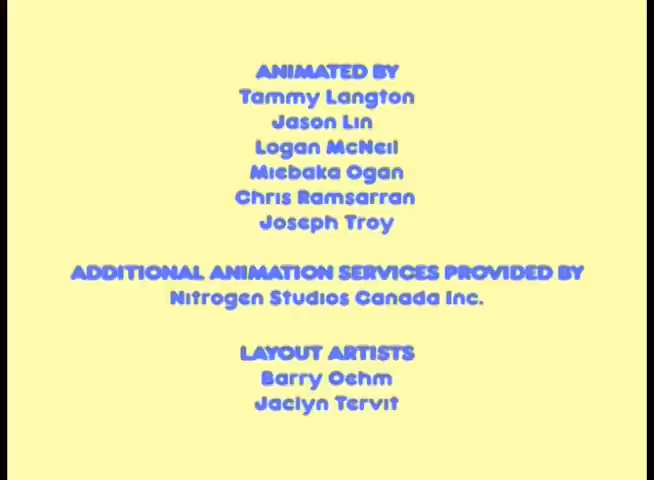 ANIMATED BY
Tammy Langton
Jason Lin
Logan McNeil
Miebaka Ogan
Chris Ramsarran
Joseph Troy
ADDITIONAL ANIMATION SERVICES PROVIDED BY
Nitrogen Studios Canada Inc.
LAYOUT ARTISTS
Barry Oehm
Jaclyn Tervit